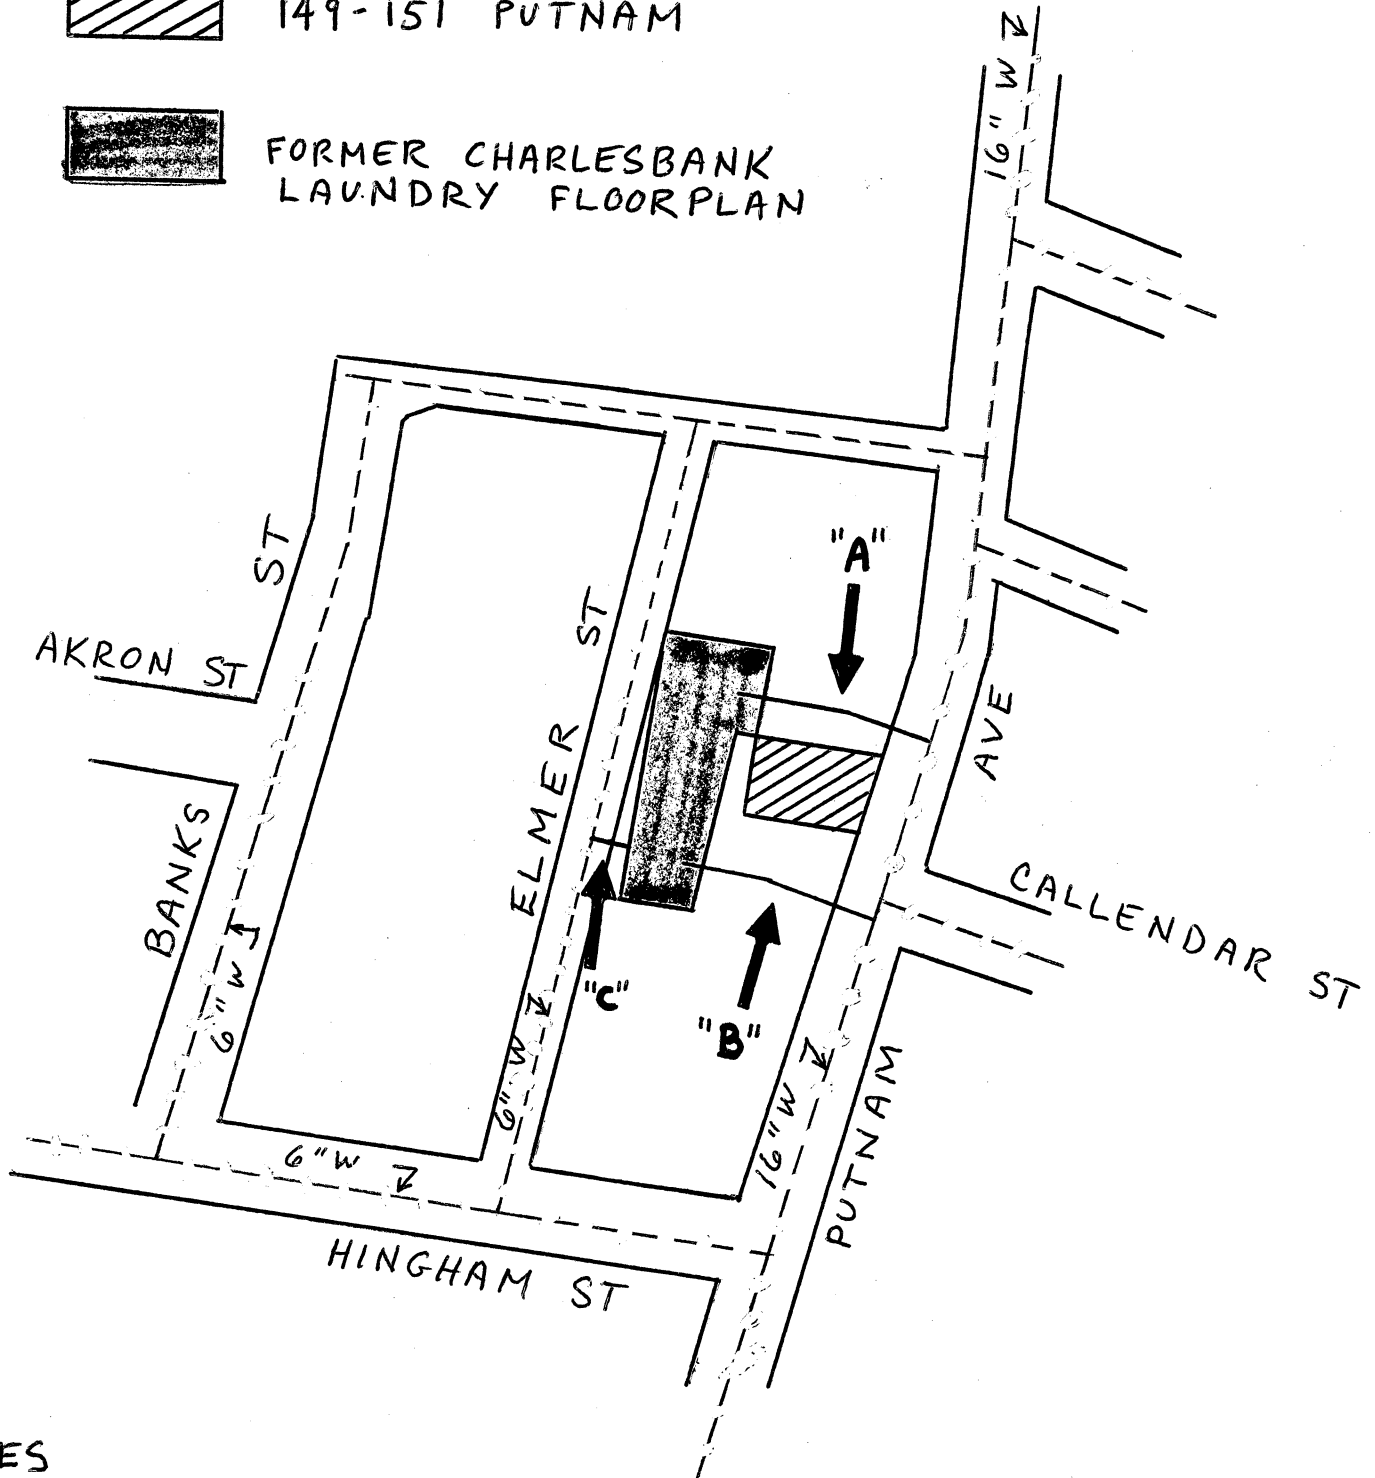 149-151 PUTNAM
FORMER CHARLESBANK
LAUNDRY FLOORPLAN
16" W
"A"
ST
ST
AKRON ST
AVE
ELMER
BANKS
CALLENDAR ST
6" W
"C"
"B"
6" W
16" W
PUTNAM
6" W
HINGHAM ST
ES